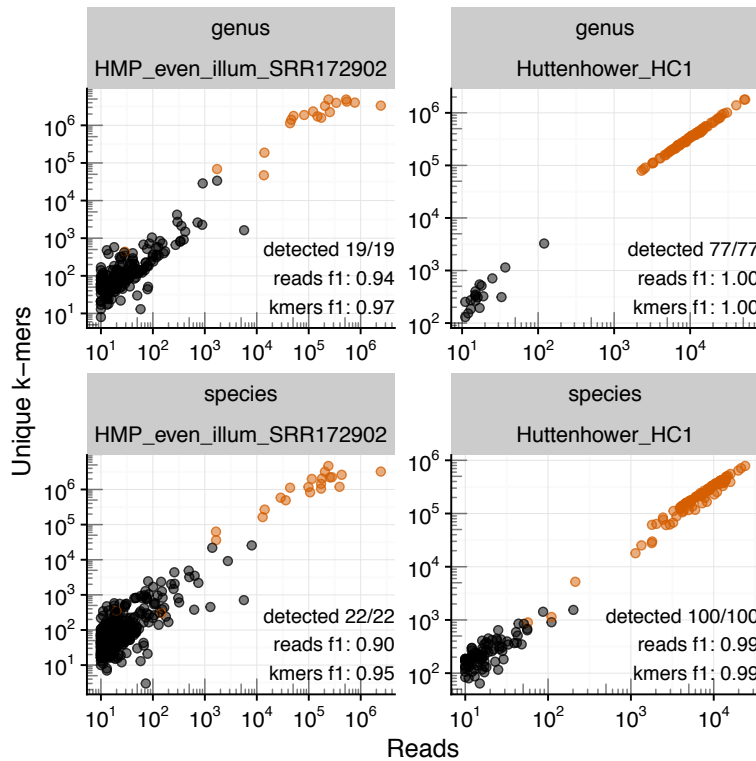 genus
HMP_even_illum_SRR172902
genus
Huttenhower_HC1
10^6
10^5
10^4
10^3
10^2
10^1
detected 19/19
reads f1: 0.94
kmers f1: 0.97
10^1 10^2 10^3 10^4 10^5 10^6
10^6
10^5
10^4
10^3
10^2
detected 77/77
reads f1: 1.00
kmers f1: 1.00
10^1 10^2 10^3 10^4
Unique k−mers
species
HMP_even_illum_SRR172902
species
Huttenhower_HC1
10^6
10^5
10^4
10^3
10^2
10^1
detected 22/22
reads f1: 0.90
kmers f1: 0.95
10^1 10^2 10^3 10^4 10^5 10^6
10^6
10^5
10^4
10^3
10^2
detected 100/100
reads f1: 0.99
kmers f1: 0.99
10^1 10^2 10^3 10^4
Reads